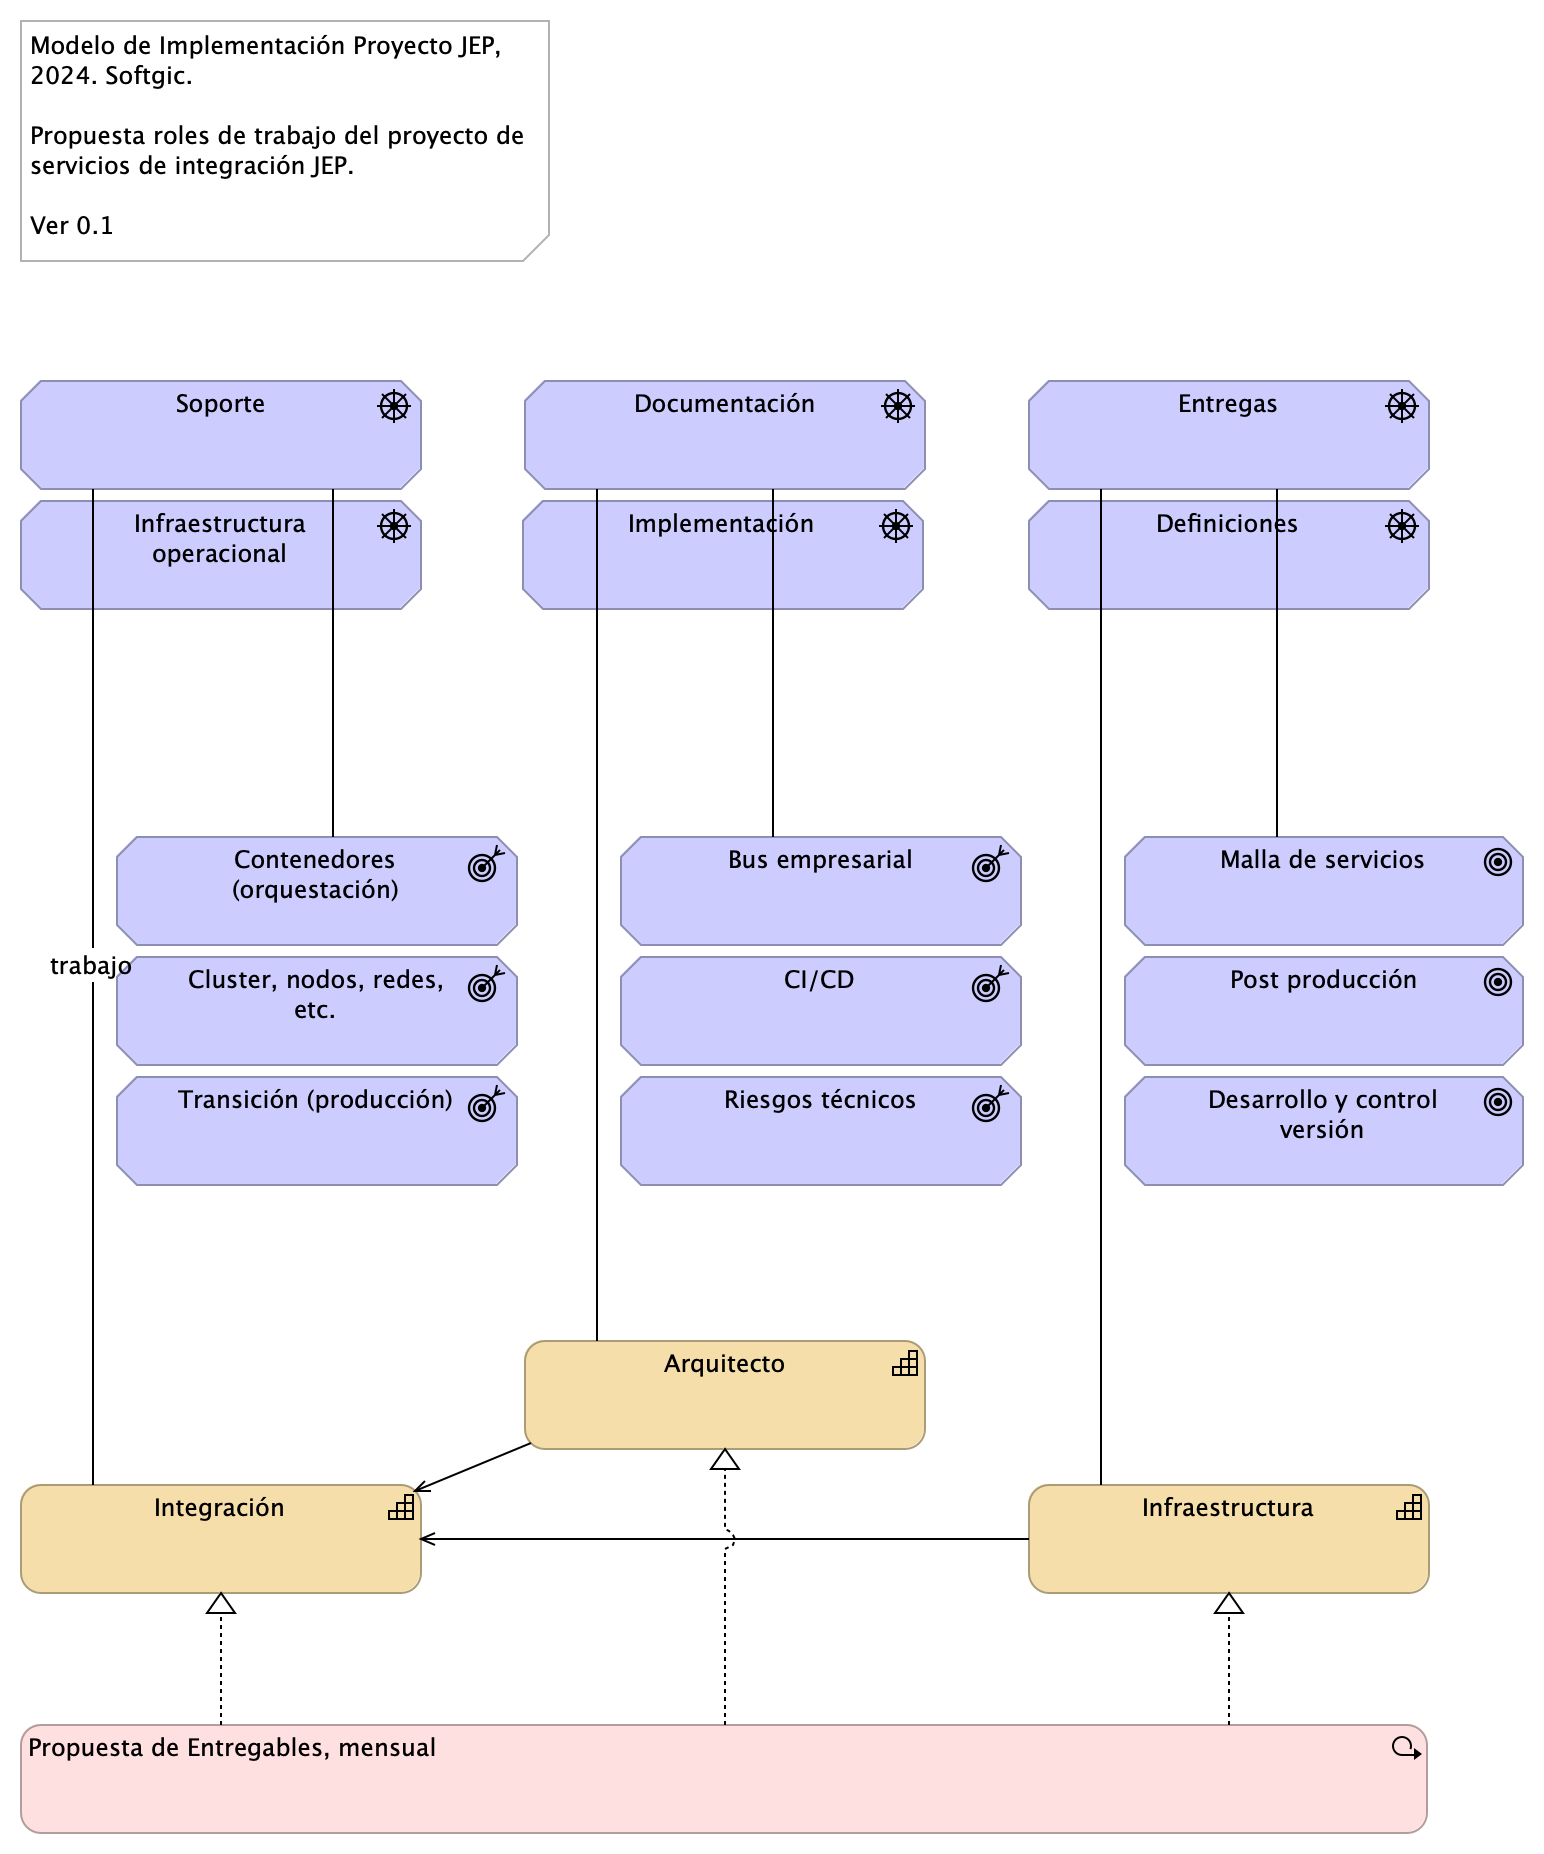 Modelo de Implementación Proyecto JEP,
2024. Softgic.
Propuesta roles de trabajo del proyecto de
servicios de integración JEP.
Ver 0.1
Soporte
Documentación
Entregas
Infraestructura
operacional
Implementación
Definiciones
Contenedores
(orquestación)
Bus empresarial
Malla de servicios
trabajo
Cluster, nodos, redes,
etc.
CI/CD
Post producción
Transición (producción)
Riesgos técnicos
Desarrollo y control
versión
Arquitecto
Integración
Infraestructura
Propuesta de Entregables, mensual